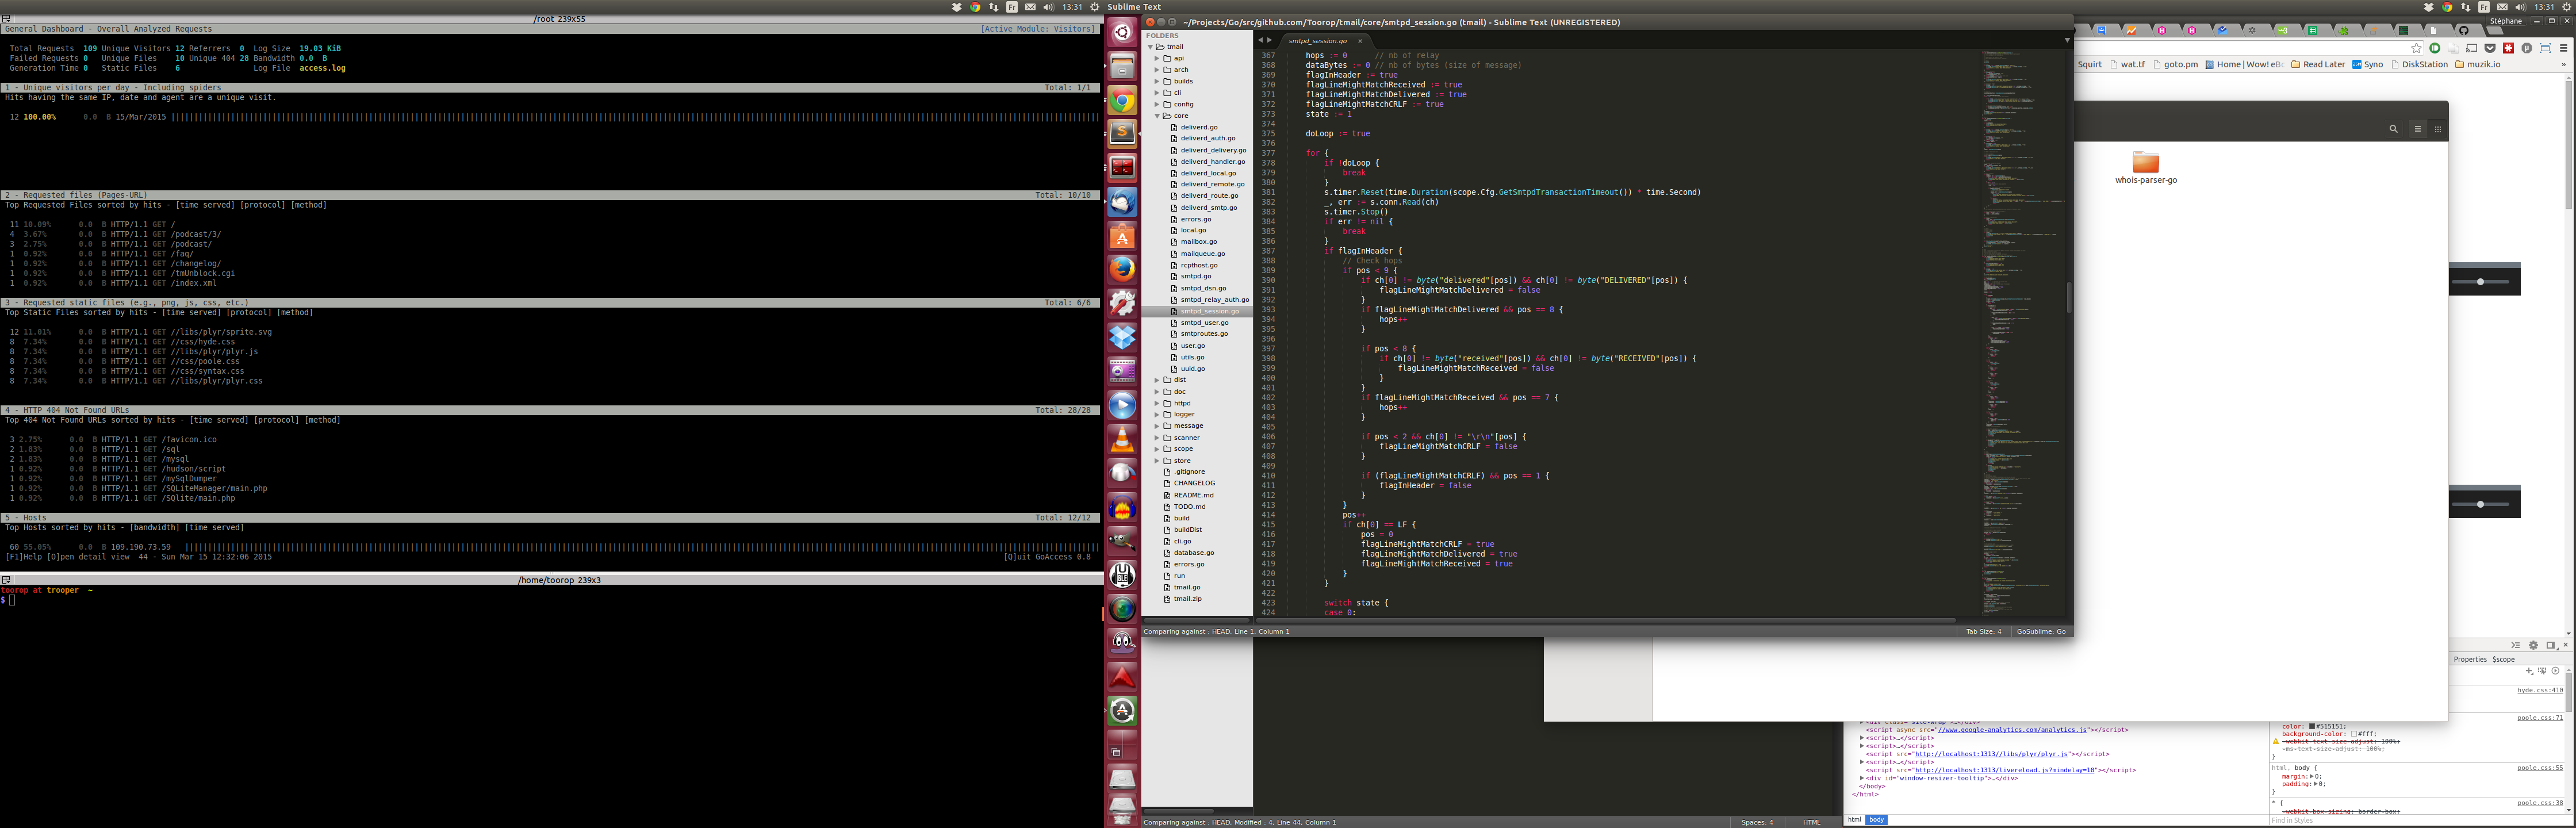 Fr 13:31 Sublime Text
Fr 13:31
/root 239x55
General Dashboard - Overall Analyzed Requests [Active Module: Visitors]
Total Requests 109 Unique Visitors 12 Referrers 0 Log Size 19.03 KiB
Failed Requests 0 Unique Files 10 Unique 404 28 Bandwidth 0.0 B
Generation Time 0 Static Files 6 Log File access.log
1 - Unique visitors per day - Including spiders Total: 1/1
Hits having the same IP, date and agent are a unique visit.
12 100.00% 0.0 B 15/Mar/2015
2 - Requested files (Pages-URL) Total: 10/10
Top Requested Files sorted by hits - [time served] [protocol] [method]
11 10.09% 0.0 B HTTP/1.1 GET /
4 3.67% 0.0 B HTTP/1.1 GET /podcast/3/
3 2.75% 0.0 B HTTP/1.1 GET /podcast/
1 0.92% 0.0 B HTTP/1.1 GET /faq/
1 0.92% 0.0 B HTTP/1.1 GET /changelog/
1 0.92% 0.0 B HTTP/1.1 GET /tmUnblock.cgi
1 0.92% 0.0 B HTTP/1.1 GET /index.xml
3 - Requested static files (e.g., png, js, css, etc.) Total: 6/6
Top Static Files sorted by hits - [time served] [protocol] [method]
12 11.01% 0.0 B HTTP/1.1 GET //libs/plyr/sprite.svg
8 7.34% 0.0 B HTTP/1.1 GET //css/hyde.css
8 7.34% 0.0 B HTTP/1.1 GET //libs/plyr/plyr.js
8 7.34% 0.0 B HTTP/1.1 GET //css/poole.css
8 7.34% 0.0 B HTTP/1.1 GET //css/syntax.css
8 7.34% 0.0 B HTTP/1.1 GET //libs/plyr/plyr.css
4 - HTTP 404 Not Found URLs Total: 28/28
Top 404 Not Found URLs sorted by hits - [time served] [protocol] [method]
3 2.75% 0.0 B HTTP/1.1 GET /favicon.ico
2 1.83% 0.0 B HTTP/1.1 GET /sql
2 1.83% 0.0 B HTTP/1.1 GET /mysql
1 0.92% 0.0 B HTTP/1.1 GET /hudson/script
1 0.92% 0.0 B HTTP/1.1 GET /mySqlDumper
1 0.92% 0.0 B HTTP/1.1 GET /SQLiteManager/main.php
1 0.92% 0.0 B HTTP/1.1 GET /SQlite/main.php
5 - Hosts Total: 12/12
Top Hosts sorted by hits - [bandwidth] [time served]
60 55.05% 0.0 B 109.190.73.59
[F1]Help [O]pen detail view 44 - Sun Mar 15 12:32:06 2015 [Q]uit GoAccess 0.8
/home/toorop 239x3
toorop at trooper ~
$
~/Projects/Go/src/github.com/Toorop/tmail/core/smtpd_session.go (tmail) - Sublime Text (UNREGISTERED)
FOLDERS
tmail
api
arch
builds
cli
config
core
deliverd.go
deliverd_auth.go
deliverd_delivery.go
deliverd_handler.go
deliverd_local.go
deliverd_remote.go
deliverd_route.go
deliverd_smtp.go
errors.go
local.go
mailbox.go
mailqueue.go
rcpthost.go
smtpd.go
smtpd_dsn.go
smtpd_relay_auth.go
smtpd_session.go
smtpd_user.go
smtproutes.go
user.go
utils.go
uuid.go
dist
doc
httpd
logger
message
scanner
scope
store
.gitignore
CHANGELOG
README.md
TODO.md
build
buildDist
cli.go
database.go
errors.go
run
tmail.go
tmail.zip
smtpd_session.go
367 hops := 0 // nb of relay
368 dataBytes := 0 // nb of bytes (size of message)
369 flagInHeader := true
370 flagLineMightMatchReceived := true
371 flagLineMightMatchDelivered := true
372 flagLineMightMatchCRLF := true
373 state := 1
374
375 doLoop := true
376
377 for {
378 if !doLoop {
379 break
380 }
381 s.timer.Reset(time.Duration(scope.Cfg.GetSmtpdTransactionTimeout()) * time.Second)
382 _, err := s.conn.Read(ch)
383 s.timer.Stop()
384 if err != nil {
385 break
386 }
387 if flagInHeader {
388 // Check hops
389 if pos < 9 {
390 if ch[0] != byte("delivered"[pos]) && ch[0] != byte("DELIVERED"[pos]) {
391 flagLineMightMatchDelivered = false
392 }
393 if flagLineMightMatchDelivered && pos == 8 {
394 hops++
395 }
396
397 if pos < 8 {
398 if ch[0] != byte("received"[pos]) && ch[0] != byte("RECEIVED"[pos]) {
399 flagLineMightMatchReceived = false
400 }
401 }
402 if flagLineMightMatchReceived && pos == 7 {
403 hops++
404 }
405
406 if pos < 2 && ch[0] != "\r\n"[pos] {
407 flagLineMightMatchCRLF = false
408 }
409
410 if (flagLineMightMatchCRLF) && pos == 1 {
411 flagInHeader = false
412 }
413 }
414 pos++
415 if ch[0] == LF {
416 pos = 0
417 flagLineMightMatchCRLF = true
418 flagLineMightMatchDelivered = true
419 flagLineMightMatchReceived = true
420 }
421 }
422
423 switch state {
424 case 0:
Comparing against : HEAD, Line 1, Column 1 Tab Size: 4 GoSublime: Go
Comparing against : HEAD, Modified : 4, Line 44, Column 1 Spaces: 4 HTML
Stéphane
Squirt wat.tf goto.pm Home | Wow! eBo Read Later Syno DiskStation muzik.io »
whois-parser-go
Properties $scope
hyde.css:410
poole.css:71
color: #515151;
background-color: #fff;
-webkit-text-size-adjust: 100%;
-ms-text-size-adjust: 100%;
}
html, body { poole.css:55
margin: 0;
padding: 0;
}
* { poole.css:38
-webkit-box-sizing: border-box;
Find in Styles
<div class="site-wrap">…</div>
<script async src="//www.google-analytics.com/analytics.js"></script>
<script>…</script>
<script>…</script>
<script src="http://localhost:1313//libs/plyr/plyr.js"></script>
<script>…</script>
<script src="http://localhost:1313/livereload.js?mindelay=10"></script>
<div id="window-resizer-tooltip">…</div>
</body>
</html>
html body